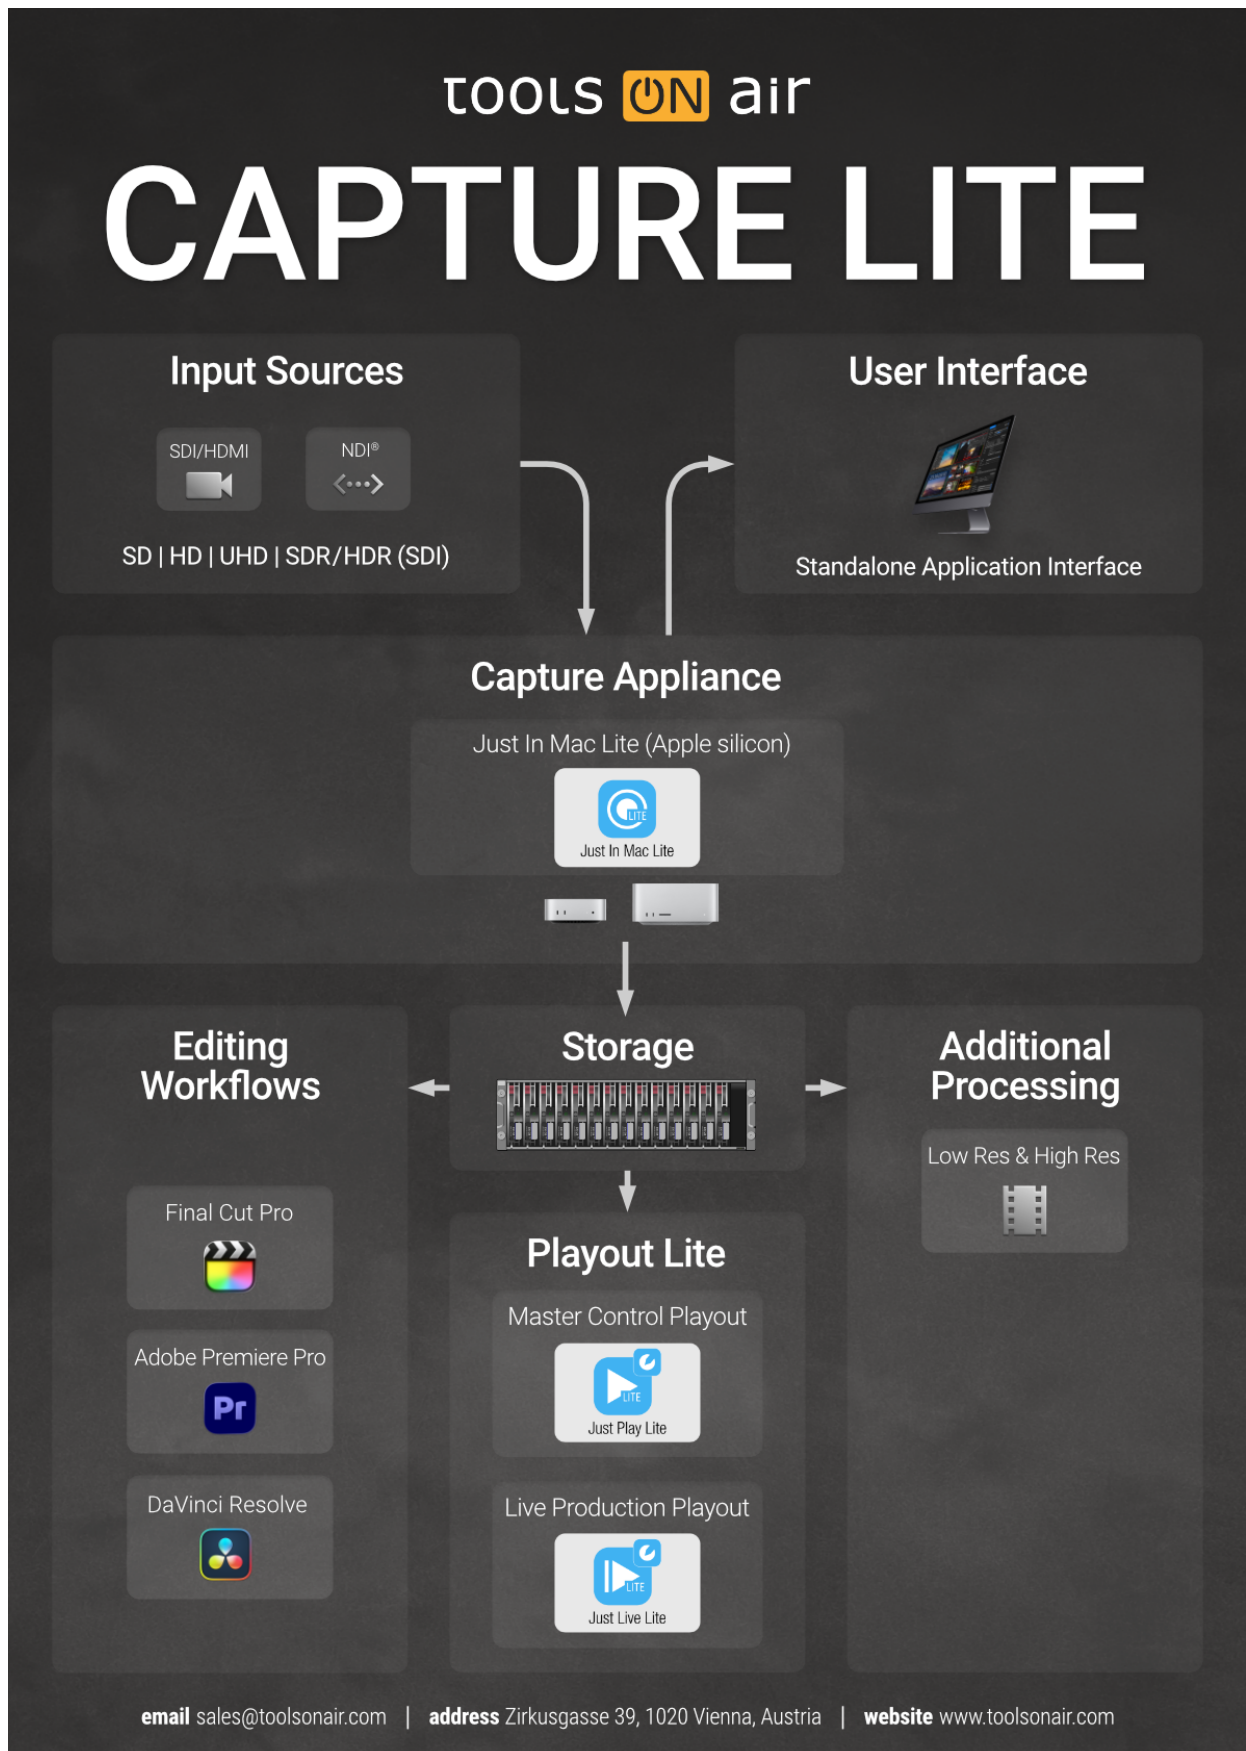 tools ON air
CAPTURE LITE
Input Sources
SDI/HDMI
NDI®
SD | HD | UHD | SDR/HDR (SDI)
User Interface
Standalone Application Interface
Capture Appliance
Just In Mac Lite (Apple silicon)
LITE
Just In Mac Lite
Editing
Workflows
Final Cut Pro
Adobe Premiere Pro
Pr
DaVinci Resolve
Storage
Playout Lite
Master Control Playout
LITE
Just Play Lite
Live Production Playout
LITE
Just Live Lite
Additional
Processing
Low Res & High Res
email sales@toolsonair.com | address Zirkusgasse 39, 1020 Vienna, Austria | website www.toolsonair.com